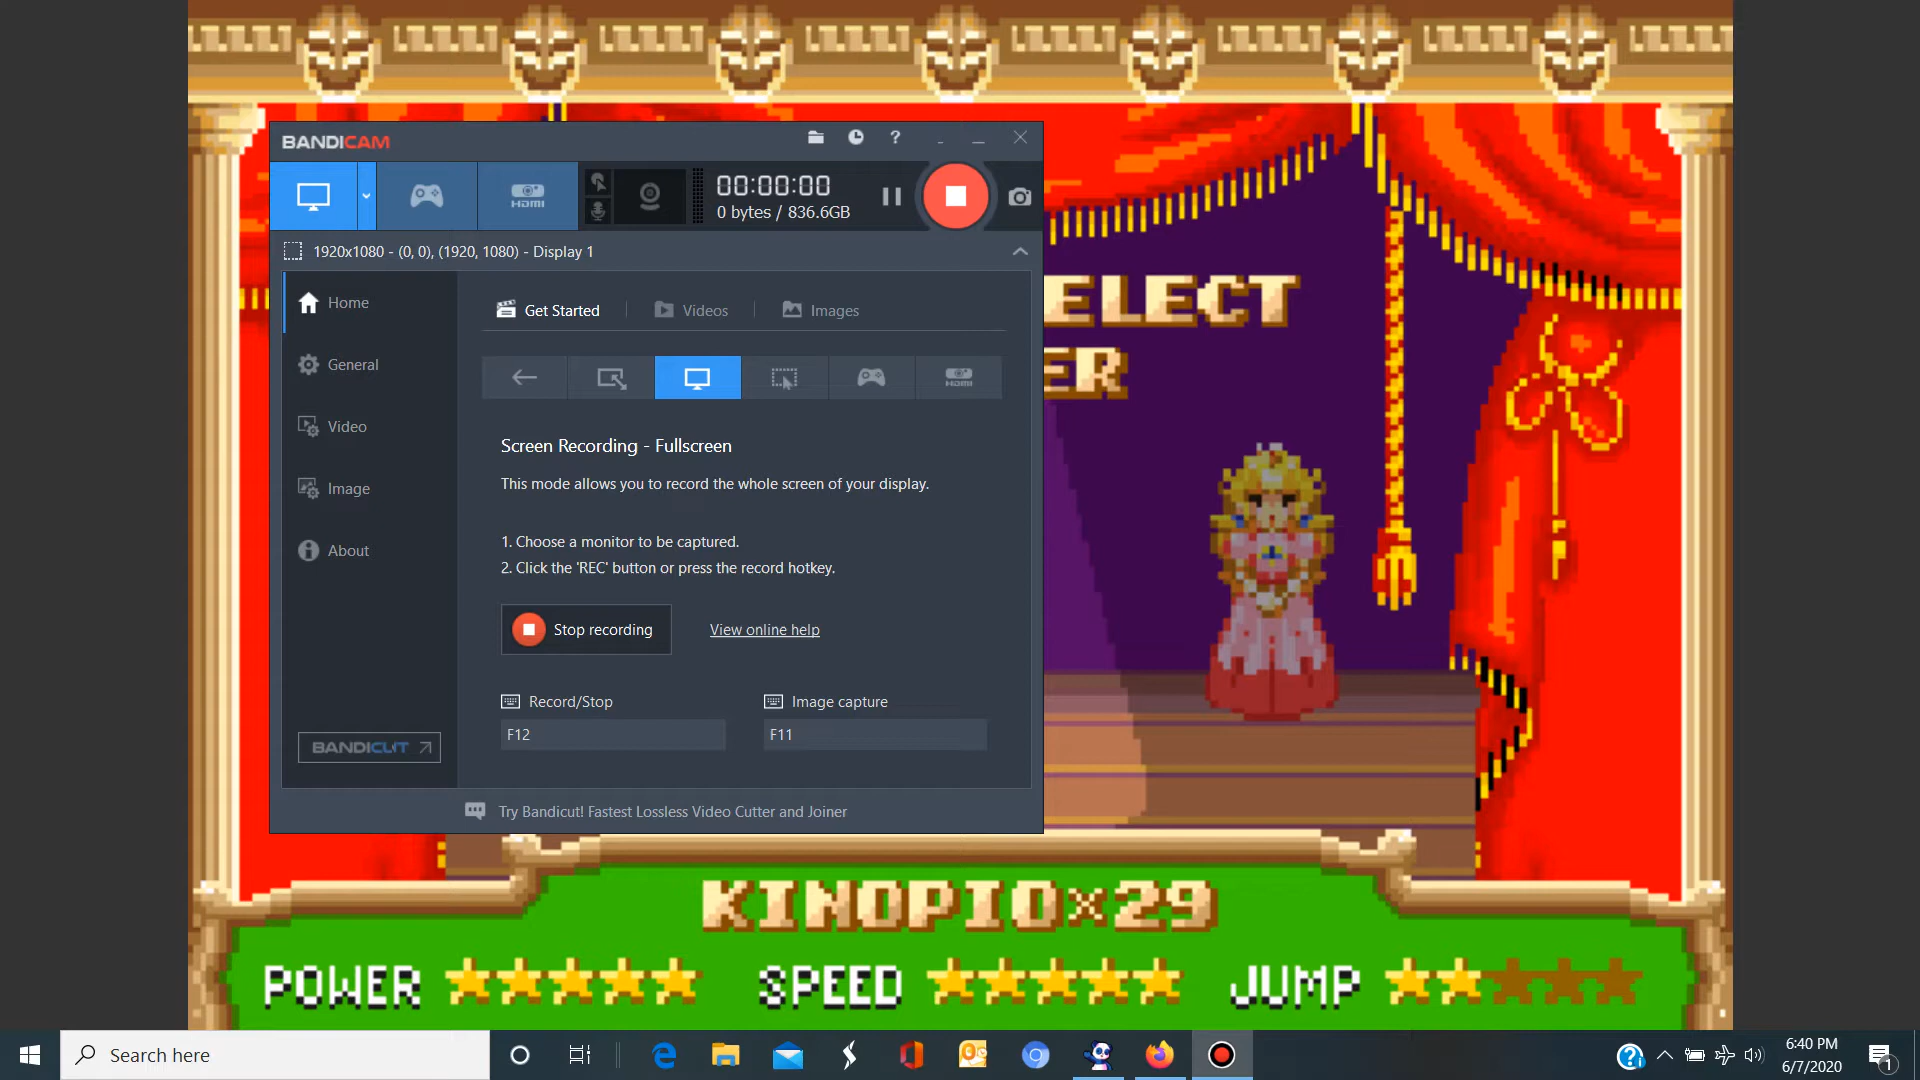 BANDICAM
HDMI
00:00:00
0 bytes / 836.6GB
1920x1080 - (0, 0), (1920, 1080) - Display 1
Home
General
Video
Image
About
BANDICUT
Get Started
Videos
Images
HDMI
Screen Recording - Fullscreen
This mode allows you to record the whole screen of your display.
1. Choose a monitor to be captured.
2. Click the 'REC' button or press the record hotkey.
Stop recording
View online help
Record/Stop
Image capture
F12
F11
Try Bandicut! Fastest Lossless Video Cutter and Joiner
ELECT
ER
KINOPIO×29
POWER
SPEED
JUMP
Search here
6:40 PM
6/7/2020
1